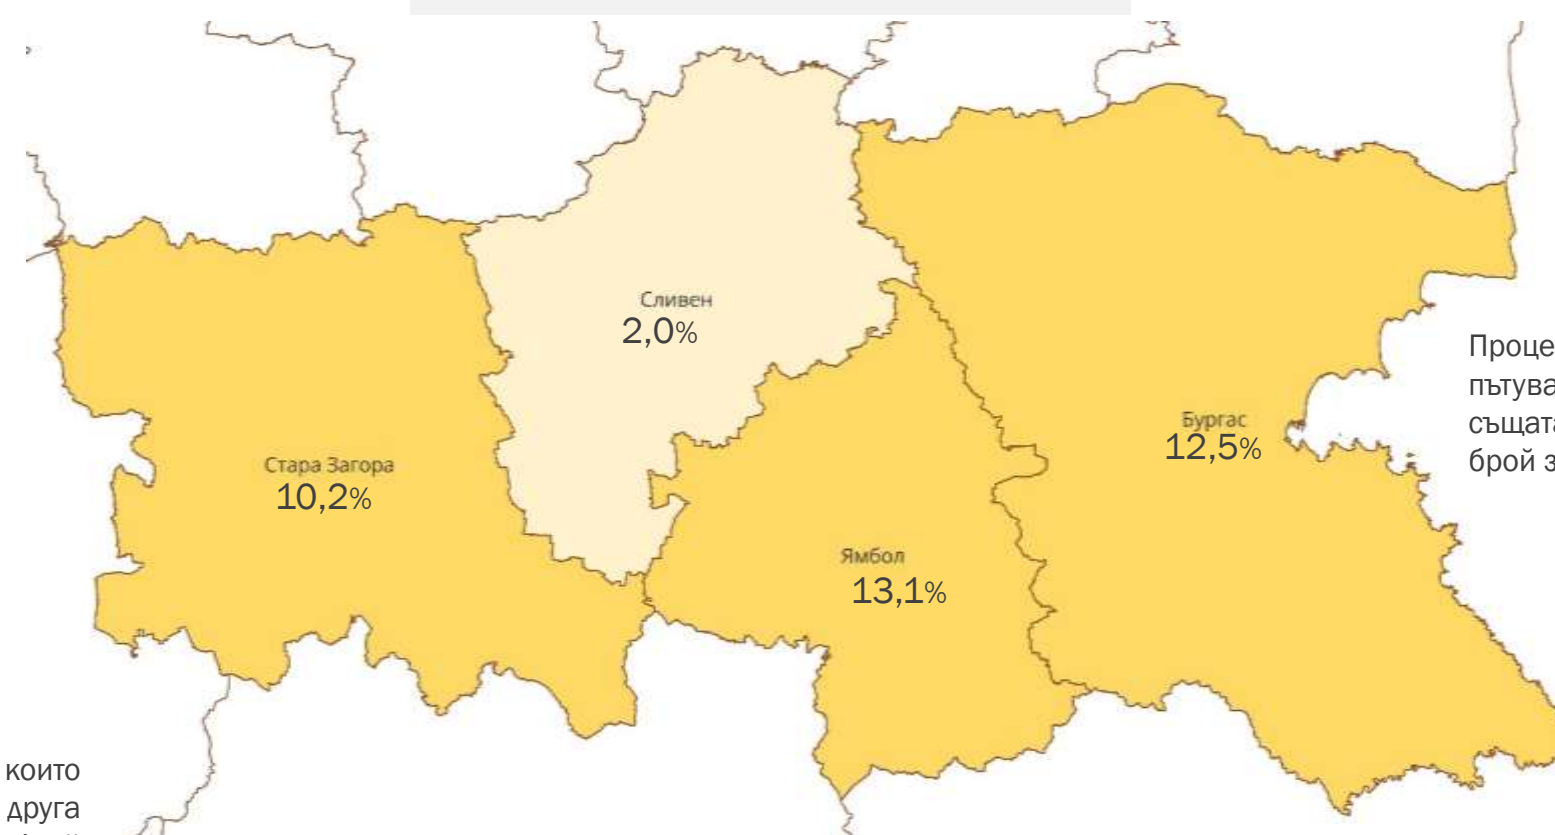 Сливен
2,0%
Проце
пътува
същата
брой з
Бургас
12,5%
Стара Загора
10,2%
Ямбол
13,1%
които
друга